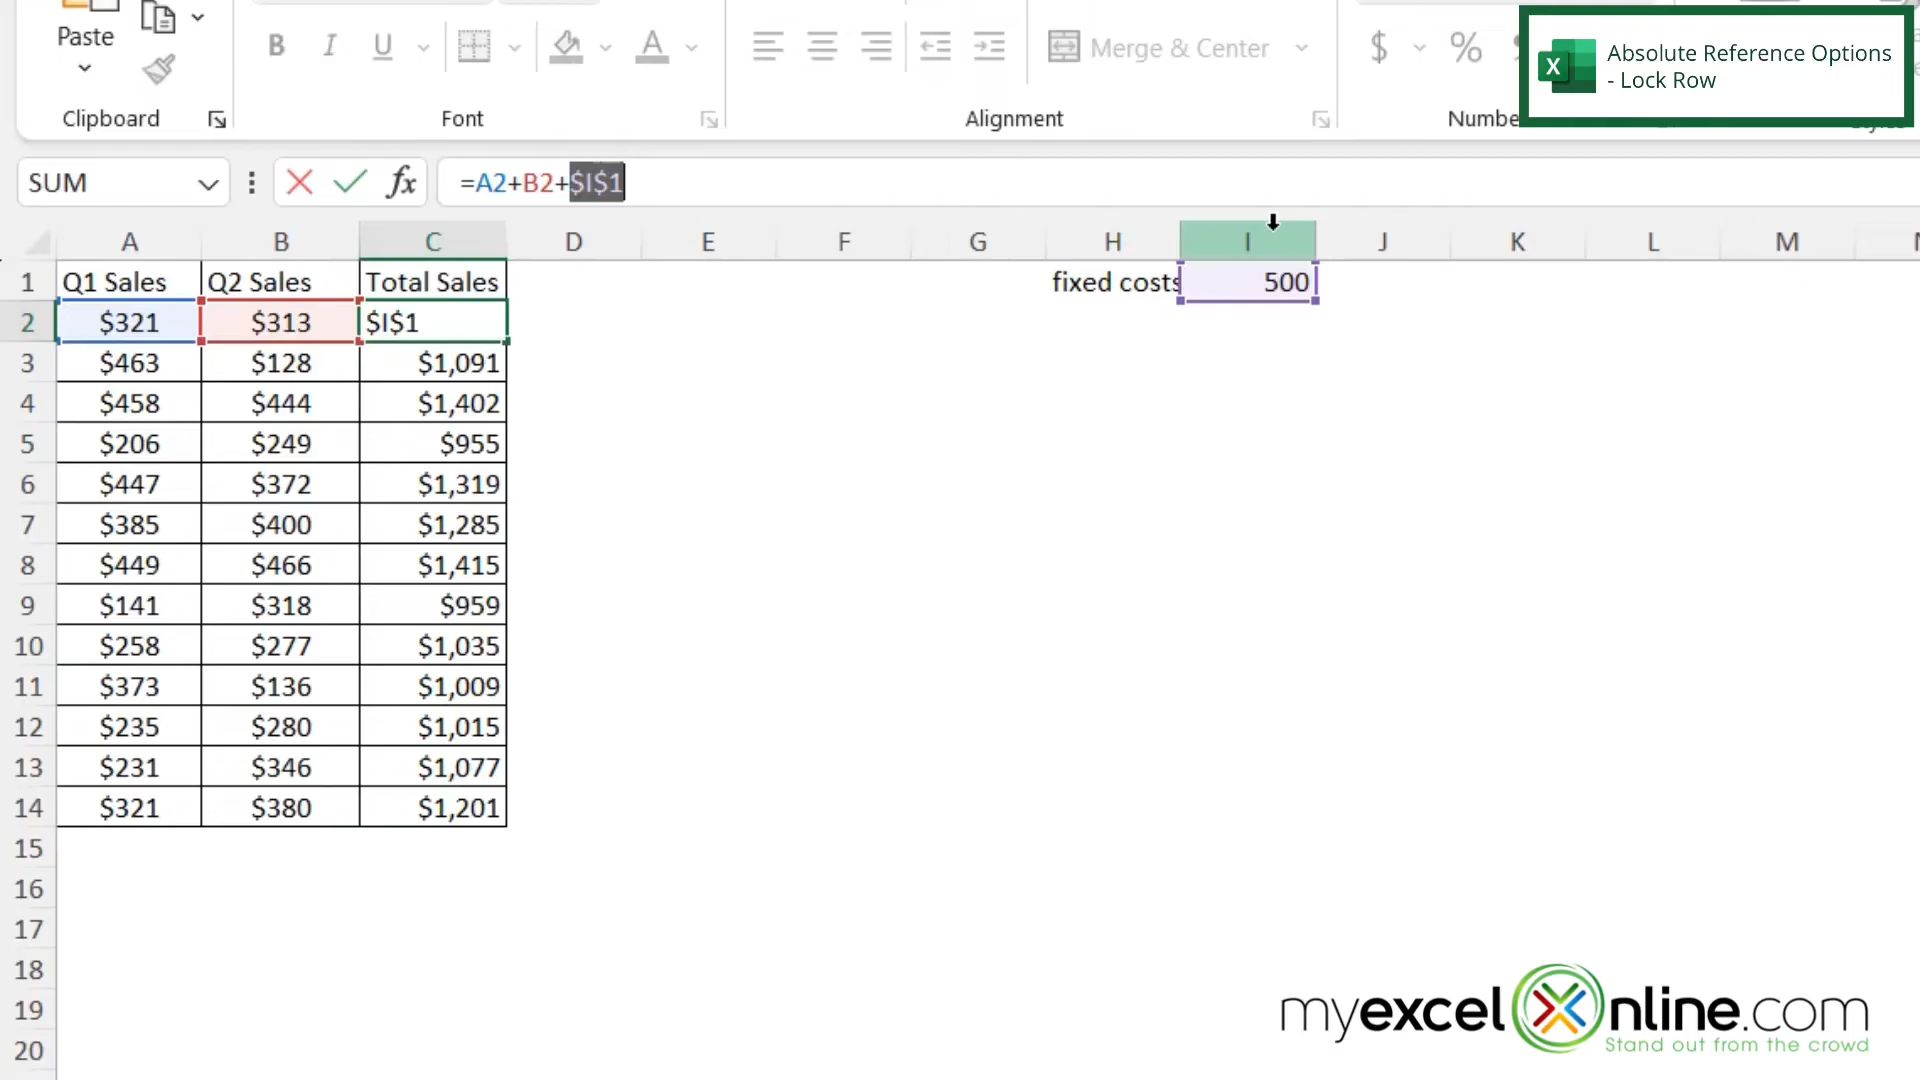 Paste
B I U A
Merge & Center
$ %
Absolute Reference Options
- Lock Row
Clipboard Font Alignment
SUM fx =A2+B2+$I$1
A B C D E F G H I J K L M
1 Q1 Sales Q2 Sales Total Sales fixed costs 500
2 $321 $313 $I$1
3 $463 $128 $1,091
4 $458 $444 $1,402
5 $206 $249 $955
6 $447 $372 $1,319
7 $385 $400 $1,285
8 $449 $466 $1,415
9 $141 $318 $959
10 $258 $277 $1,035
11 $373 $136 $1,009
12 $235 $280 $1,015
13 $231 $346 $1,077
14 $321 $380 $1,201
15
16
17
18
19
20
myexcelOnline.com
Stand out from the crowd